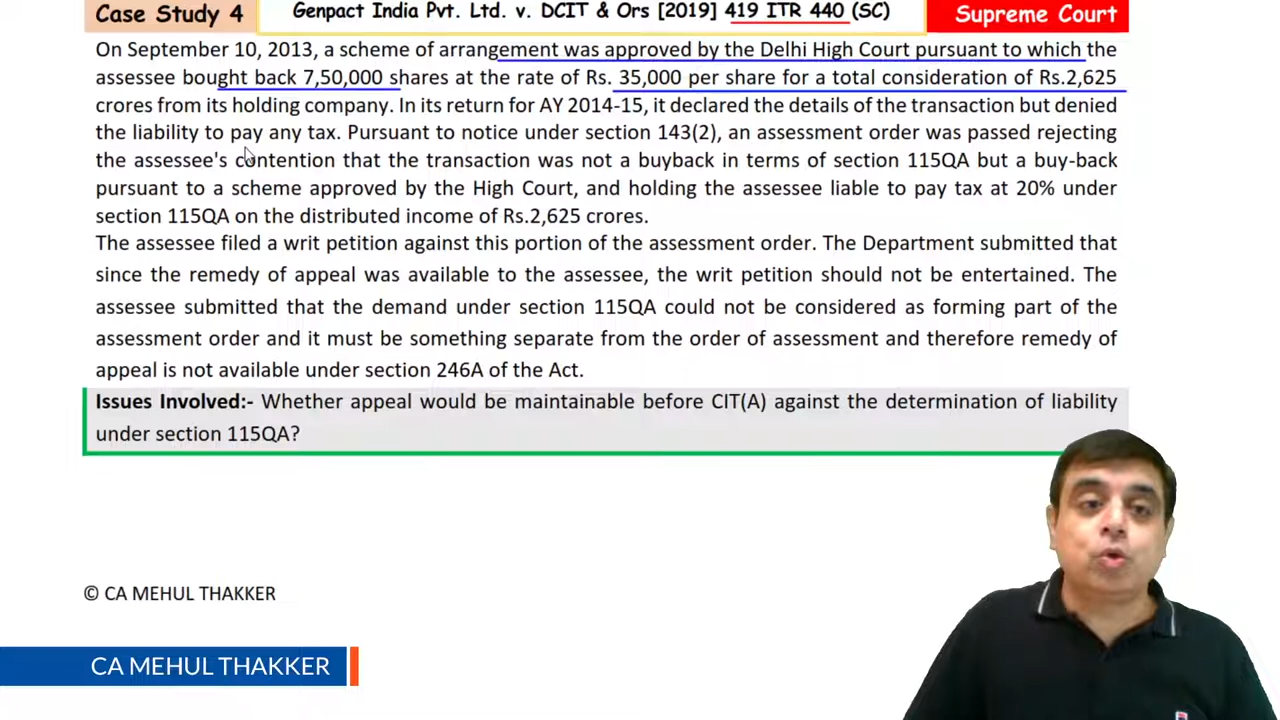 Case Study 4
Genpact India Pvt. Ltd. v. DCIT & Ors [2019] 419 ITR 440 (SC)
Supreme Court
On September 10, 2013, a scheme of arrangement was approved by the Delhi High Court pursuant to which the
assessee bought back 7,50,000 shares at the rate of Rs. 35,000 per share for a total consideration of Rs.2,625
crores from its holding company. In its return for AY 2014-15, it declared the details of the transaction but denied
the liability to pay any tax. Pursuant to notice under section 143(2), an assessment order was passed rejecting
the assessee's contention that the transaction was not a buyback in terms of section 115QA but a buy-back
pursuant to a scheme approved by the High Court, and holding the assessee liable to pay tax at 20% under
section 115QA on the distributed income of Rs.2,625 crores.
The assessee filed a writ petition against this portion of the assessment order. The Department submitted that
since the remedy of appeal was available to the assessee, the writ petition should not be entertained. The
assessee submitted that the demand under section 115QA could not be considered as forming part of the
assessment order and it must be something separate from the order of assessment and therefore remedy of
appeal is not available under section 246A of the Act.
Issues Involved:- Whether appeal would be maintainable before CIT(A) against the determination of liability
under section 115QA?
© CA MEHUL THAKKER
CA MEHUL THAKKER